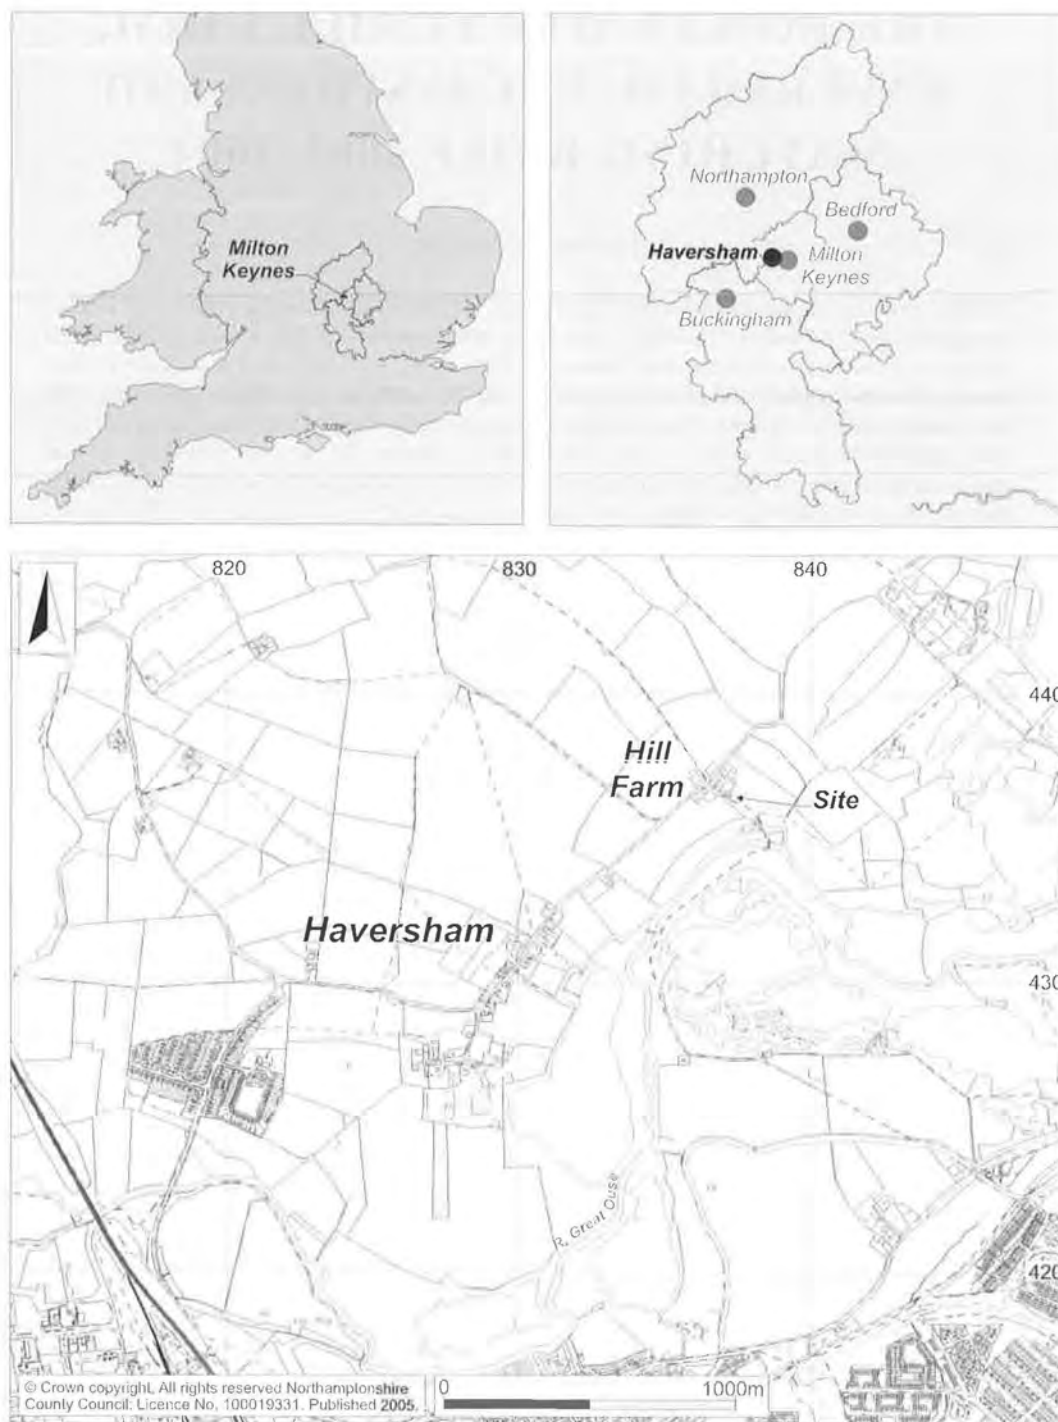 Milton
Keynes
Northampton
Bedford
Haversham
Milton
Keynes
Buckingham
820
830
840
440
Hill
Farm
Site
Haversham
430
R. Great Ouse
420
© Crown copyright. All rights reserved Northamptonshire
County Council: Licence No. 100019331. Published 2005.
0
1000m